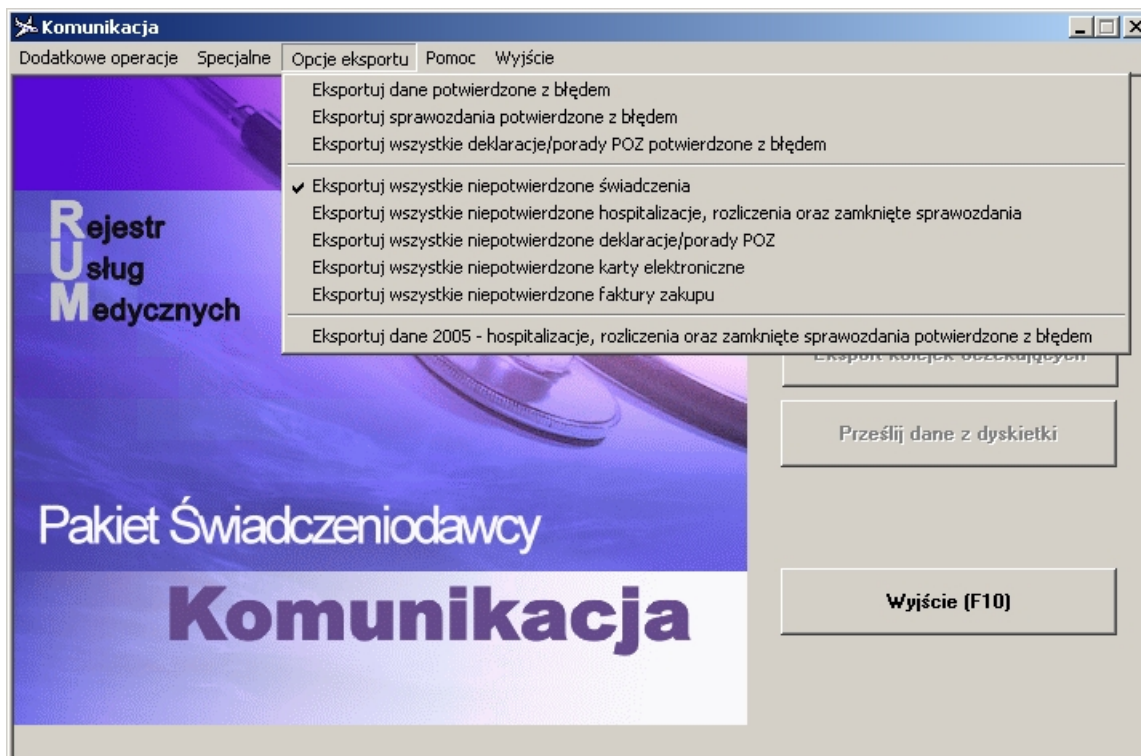 Komunikacja
Dodatkowe operacje Specjalne Opcje eksportu Pomoc Wyjście
Eksportuj dane potwierdzone z błędem
Eksportuj sprawozdania potwierdzone z błędem
Eksportuj wszystkie deklaracje/porady POZ potwierdzone z błędem
Eksportuj wszystkie niepotwierdzone świadczenia
Eksportuj wszystkie niepotwierdzone hospitalizacje, rozliczenia oraz zamknięte sprawozdania
Eksportuj wszystkie niepotwierdzone deklaracje/porady POZ
Eksportuj wszystkie niepotwierdzone karty elektroniczne
Eksportuj wszystkie niepotwierdzone faktury zakupu
Eksportuj dane 2005 - hospitalizacje, rozliczenia oraz zamknięte sprawozdania potwierdzone z błędem
Rejestr
Usług
Medycznych
Eksport kolejek oczekujących
Prześlij dane z dyskietki
Pakiet Świadczeniodawcy
Komunikacja
Wyjście (F10)